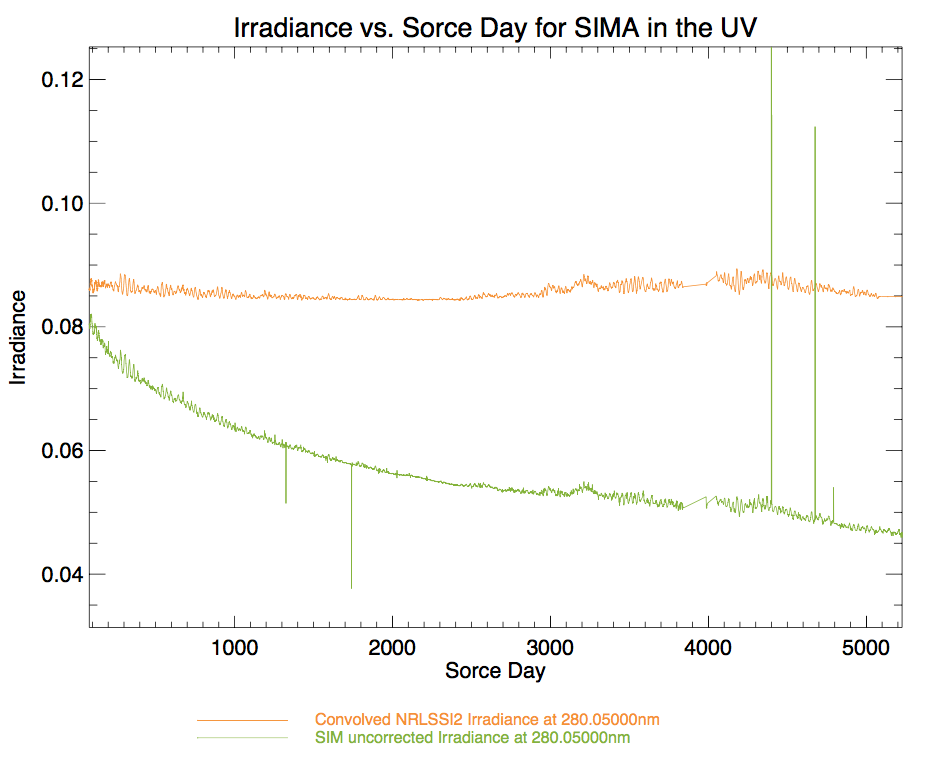 Irradiance vs. Sorce Day for SIMA in the UV
0.12
0.10
0.08
0.06
0.04
Irradiance
1000 2000 3000 4000 5000
Sorce Day
Convolved NRLSSI2 Irradiance at 280.05000nm
SIM uncorrected Irradiance at 280.05000nm